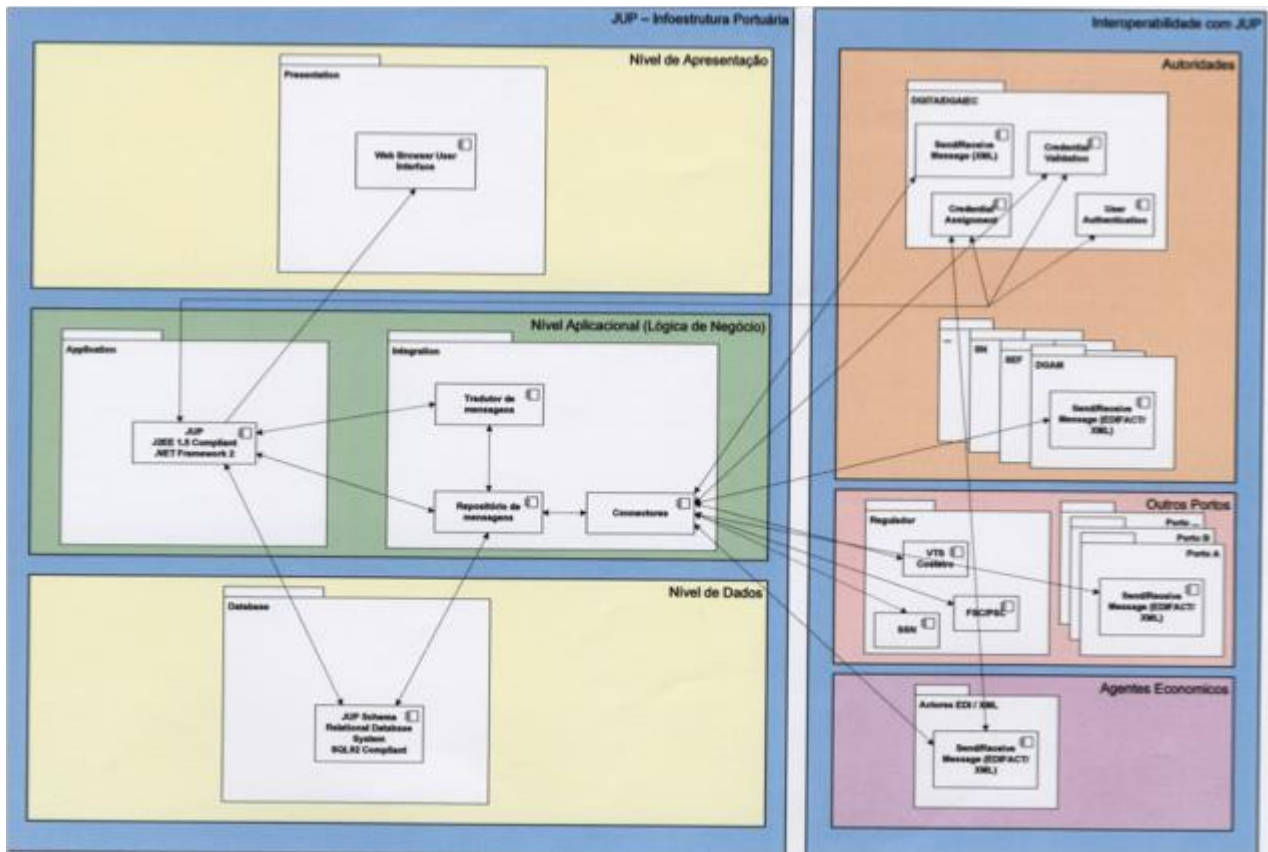 JUP – Infoestrutura Portuária
Nível de Apresentação
Presentation
Web Browser User
Interface
Nível Aplicacional (Lógica de Negócio)
Application
JUP
J2EE 1.5 Compliant
.NET Framework 2
Integration
Tradutor de
mensagens
Repositório de
mensagens
Connectores
Nível de Dados
Database
JUP Schema
Relational Database
System
SQL92 Compliant
Interoperabilidade com JUP
Autoridades
DGITA/DGAIEC
Send/Receive
Message (XML)
Credential
Validation
Credential
Assignment
User
Authentication
...
SEF
DGAM
Send/Receive
Message (EDIFACT/
XML)
Outros Portos
Regulador
VTS
Costeiro
FSC/PSC
SSN
Porto ...
Porto B
Porto A
Send/Receive
Message (EDIFACT/
XML)
Agentes Economicos
Actores EDI / XML
Send/Receive
Message (EDIFACT/
XML)